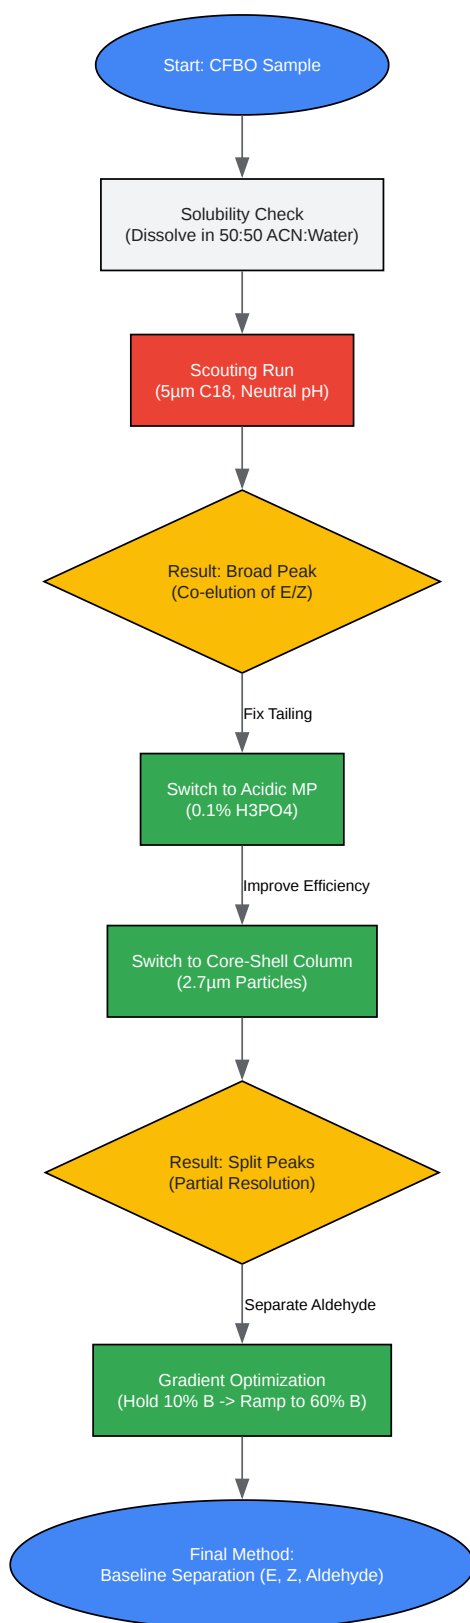 Start: CFBO Sample
Solubility Check
(Dissolve in 50:50 ACN:Water)
Scouting Run
(5µm C18, Neutral pH)
Result: Broad Peak
(Co-elution of E/Z)
Fix Tailing
Switch to Acidic MP
(0.1% H3PO4)
Improve Efficiency
Switch to Core-Shell Column
(2.7µm Particles)
Result: Split Peaks
(Partial Resolution)
Separate Aldehyde
Gradient Optimization
(Hold 10% B -> Ramp to 60% B)
Final Method:
Baseline Separation (E, Z, Aldehyde)